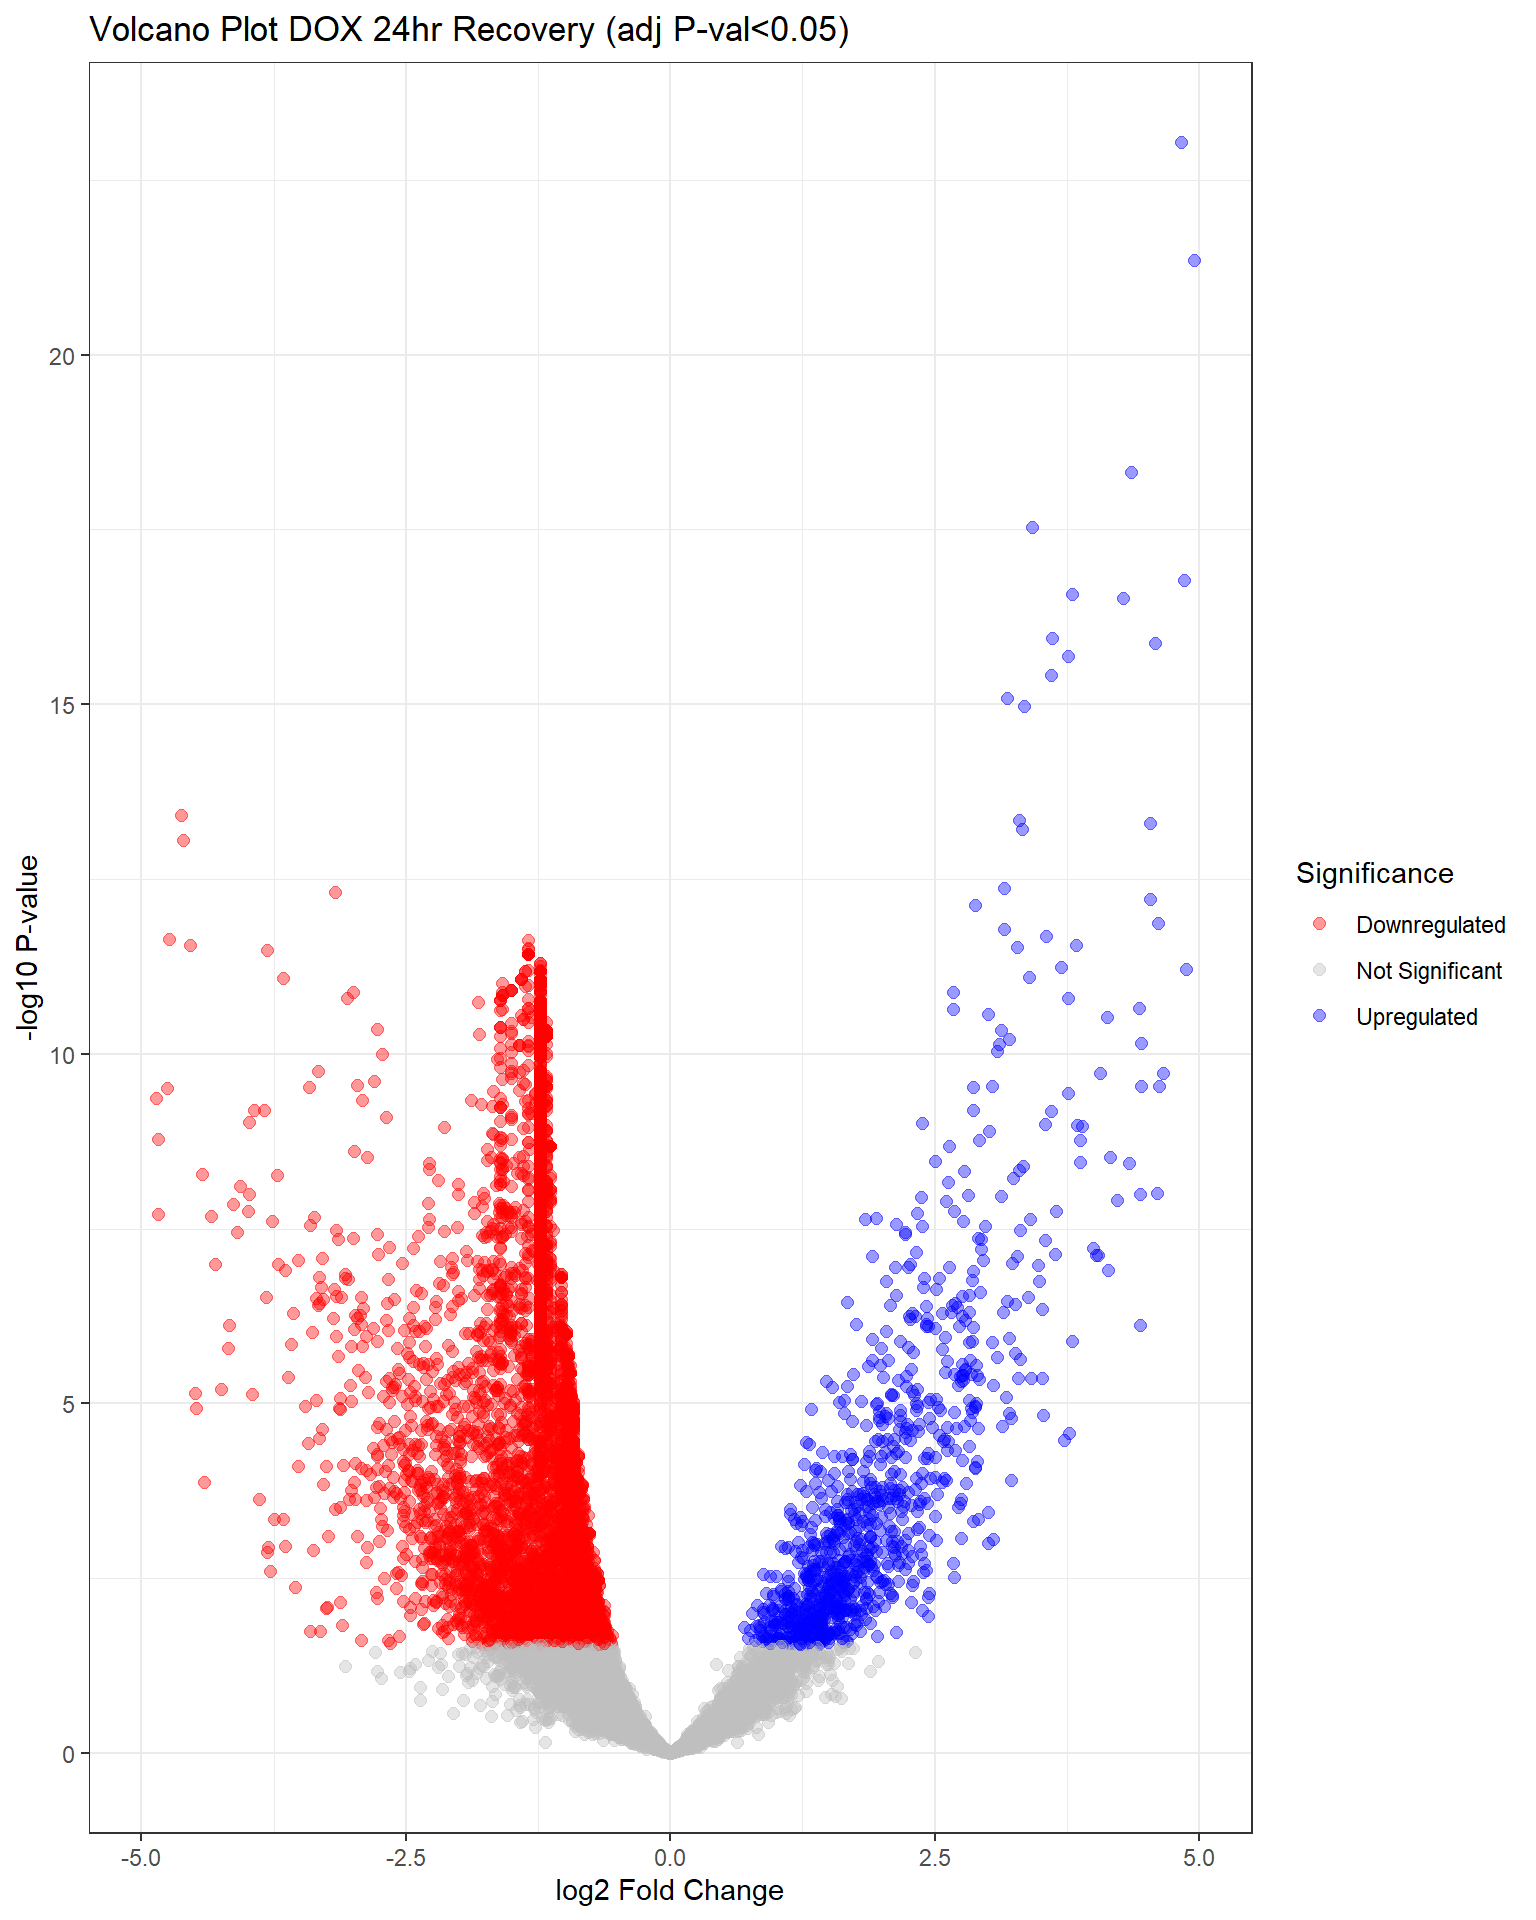 Volcano Plot DOX 24hr Recovery (adj P-val<0.05)
-log10 P-value
20
15
10
5
0
-5.0 -2.5 0.0 2.5 5.0
log2 Fold Change
Significance
Downregulated
Not Significant
Upregulated